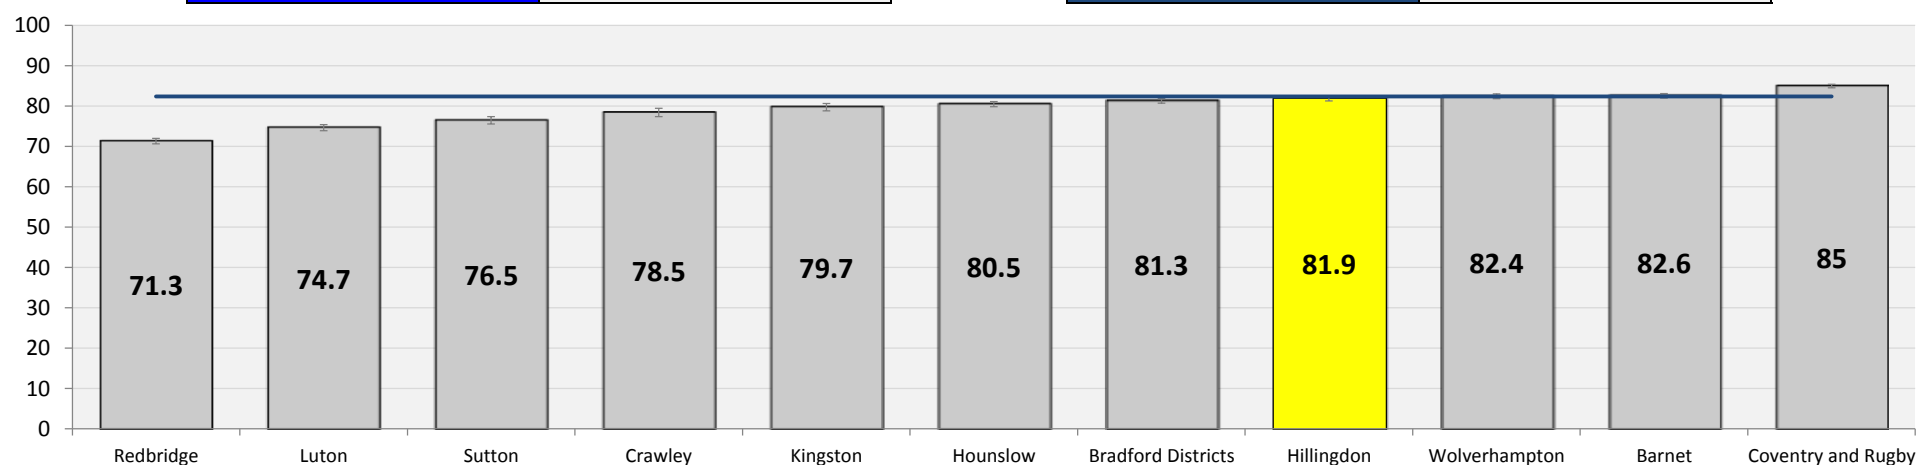 100
90
80
70
60
50
40
30
20
10
0
71.3
74.7
76.5
78.5
79.7
80.5
81.3
81.9
82.4
82.6
85
Redbridge
Luton
Sutton
Crawley
Kingston
Hounslow
Bradford Districts
Hillingdon
Wolverhampton
Barnet
Coventry and Rugby